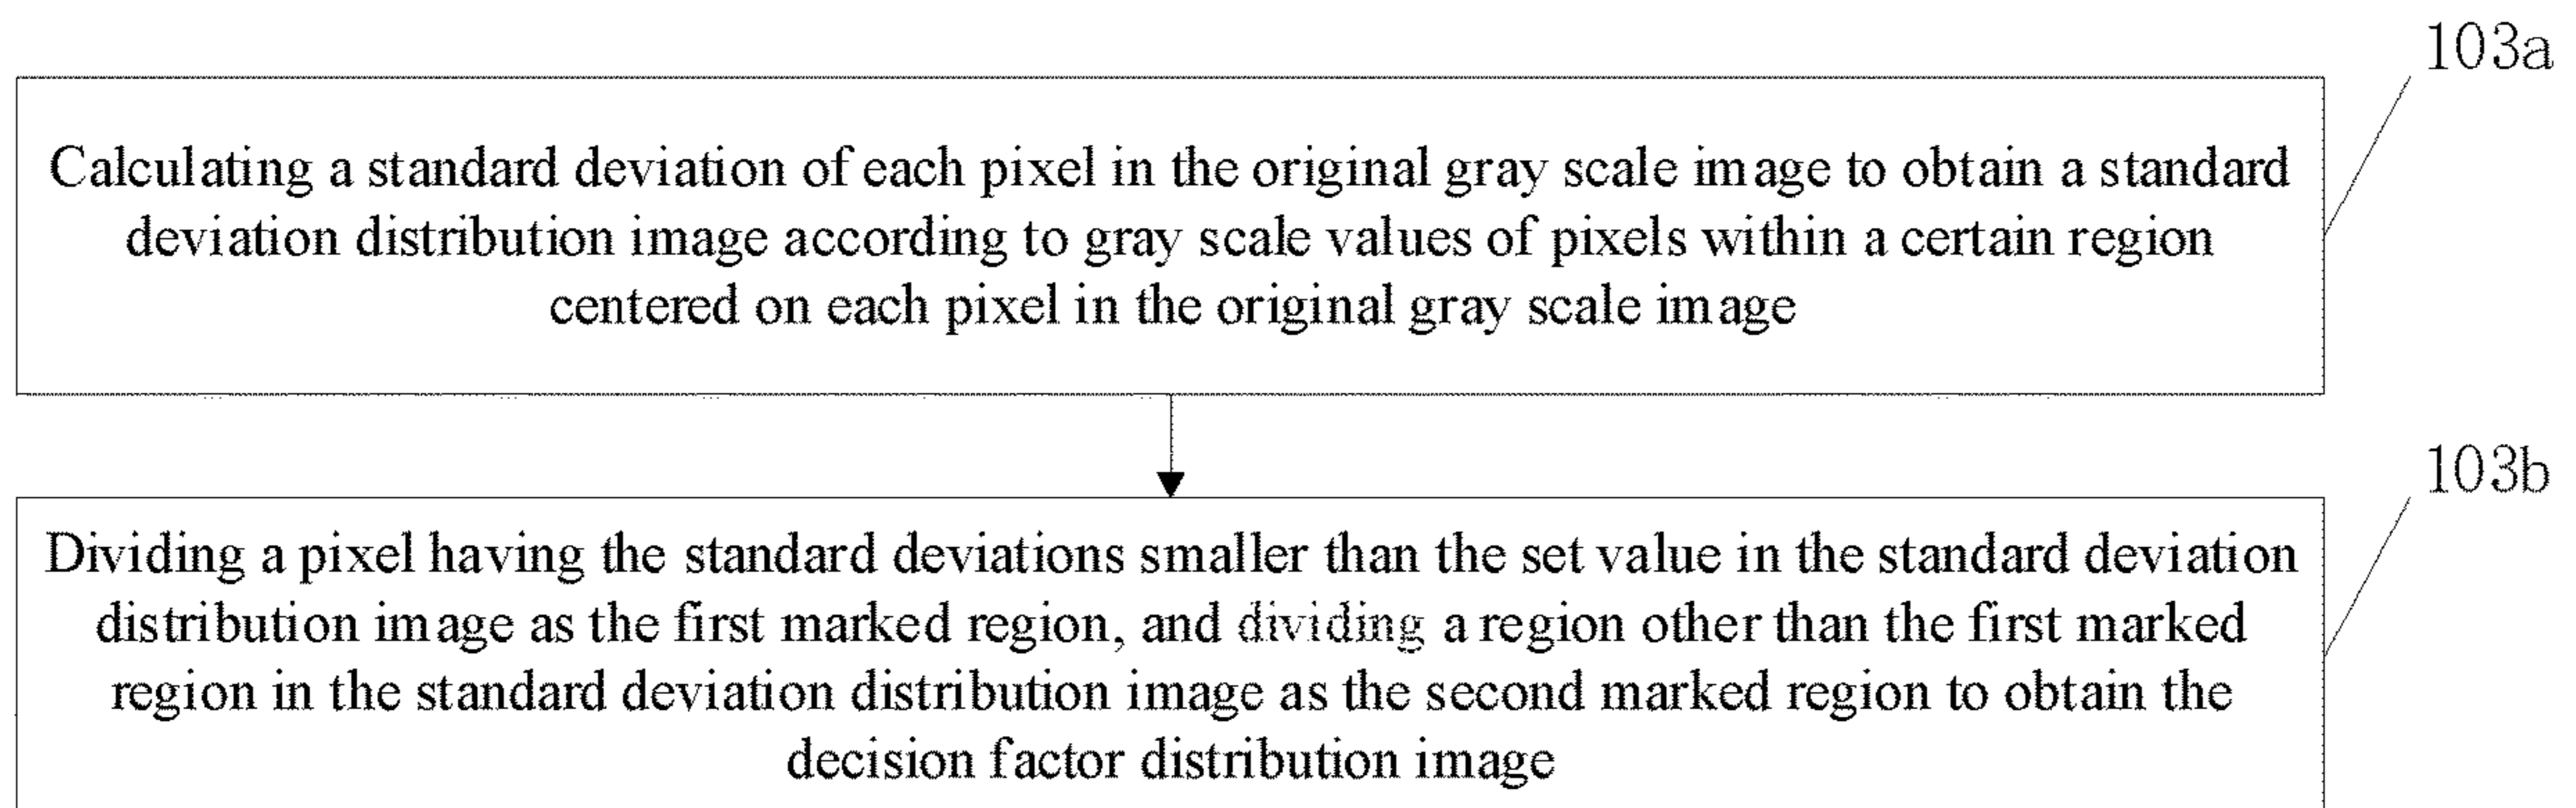 103a
Calculating a standard deviation of each pixel in the original gray scale image to obtain a standard
deviation distribution image according to gray scale values of pixels within a certain region
centered on each pixel in the original gray scale image
103b
Dividing a pixel having the standard deviations smaller than the set value in the standard deviation
distribution image as the first marked region, and dividing a region other than the first marked
region in the standard deviation distribution image as the second marked region to obtain the
decision factor distribution image